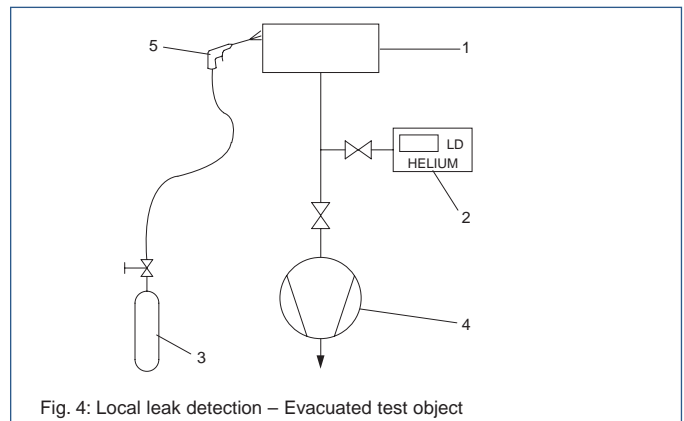 5
1
LD
HELIUM
2
4
3
Fig. 4: Local leak detection – Evacuated test object